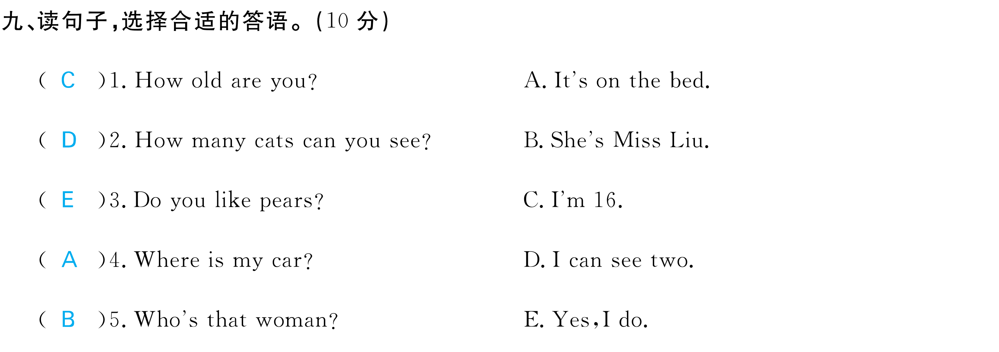 九、读句子,选择合适的答语。(10 分)
( C )1. How old are you? A. It's on the bed.
( D )2. How many cats can you see? B. She's Miss Liu.
( E )3. Do you like pears? C. I'm 16.
( A )4. Where is my car? D. I can see two.
( B )5. Who's that woman? E. Yes,I do.